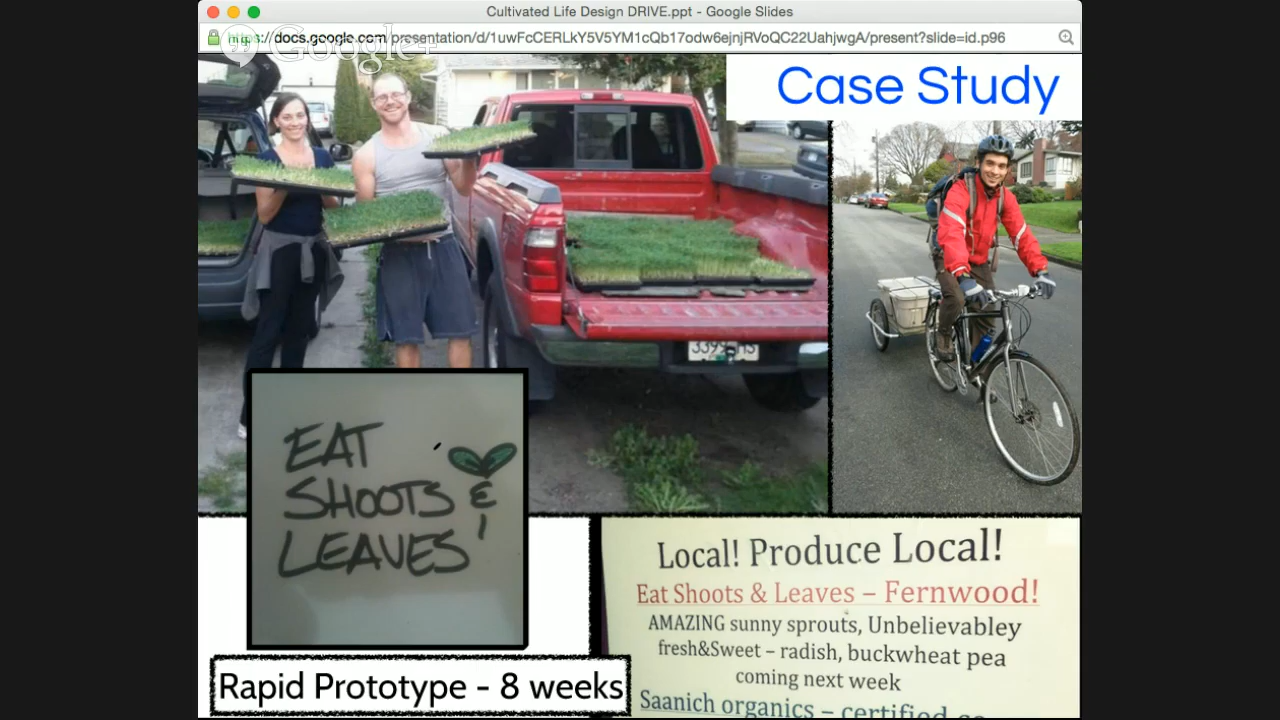 Cultivated Life Design DRIVE.ppt - Google Slides
https://docs.google.com/presentation/d/1uwFcCERLkY5V5YM1cQb17odw6ejnjRVoQC22UahjwgA/present?slide=id.p96
Google+
Case Study
EAT
SHOOTS &
LEAVES
Local! Produce Local!
Eat Shoots & Leaves – Fernwood!
AMAZING sunny sprouts, Unbelievabley
fresh&Sweet – radish, buckwheat pea
coming next week
Saanich organics – certified
Rapid Prototype - 8 weeks